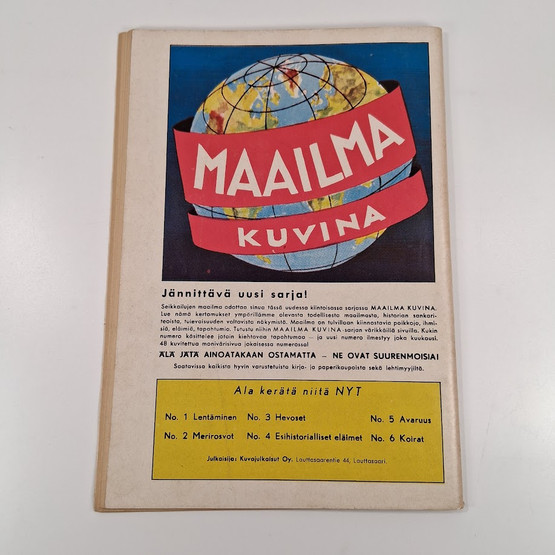 MAAILMA
KUVINA
Jännittävä uusi sarja!
Seikkailujen maailma odottaa sinua tässä uudessa kiintoisassa sarjassa MAAILMA KUVINA.
Lue nämä kertomukset ympärillämme olevasta todellisesta maailmasta, historian sankari-
teoista, tulevaisuuden valtavista näkymistä. Maailma on tulvillaan kiinnostavia paikkoja, ihmi-
siä, eläimiä, tapahtumia. Tutustu niihin MAAILMA KUVINA sarjan värikkäillä sivuilla. Kukin
numero käsittelee jotain kiehtovaa tapahtumaa — ja uusi numero ilmestyy joka kuukausi.
48 kuvitettua monivärisivua jokaisessa numerossa!
ÄLÄ JÄTÄ AINOATAKAAN OSTAMATTA — NE OVAT SUURENMOISIA!
Saatavissa kaikista hyvin varustetuista kirja- ja paperikaupoista sekä lehtimyyjiltä.
Ala kerätä niitä NYT
No. 1 Lentäminen No. 3 Hevoset No. 5 Avaruus
No. 2 Merirosvot No. 4 Esihistorialliset eläimet No. 6 Koirat
Julkaisija: Kuvajulkaisut Oy. Lauttasaarentie 44, Lauttasaari.